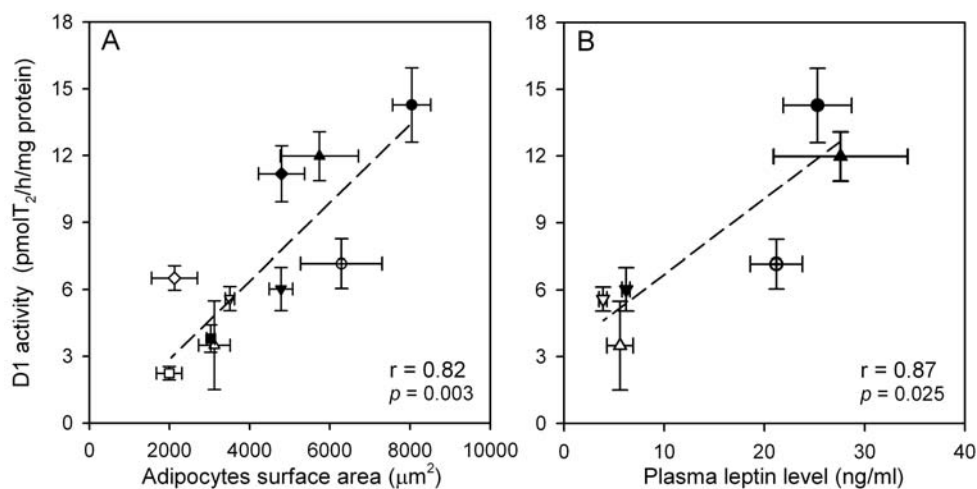 A
B
D1 activity (pmolT₂/h/mg protein)
18
15
12
9
6
3
0
18
15
12
9
6
3
0
r = 0.82
p = 0.003
r = 0.87
p = 0.025
0 2000 4000 6000 8000 10000
0 10 20 30 40
Adipocytes surface area (μm²)
Plasma leptin level (ng/ml)